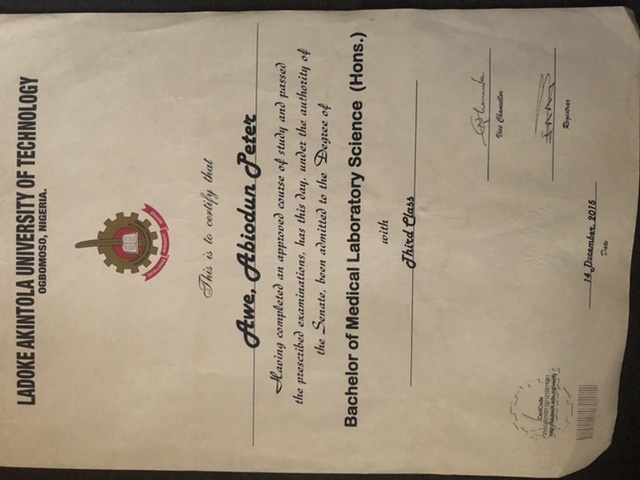 LADOKE AKINTOLA UNIVERSITY OF TECHNOLOGY
OGBOMOSO, NIGERIA.
This is to certify that
Awe, Abiodun Peter
Having completed an approved course of study and passed
the prescribed examinations, has this day, under the authority of
the Senate, been admitted to the Degree of
Bachelor of Medical Laboratory Science (Hons.)
with
Third Class
Vice Chancellor
Registrar
14 December, 2015
Date
CertCode